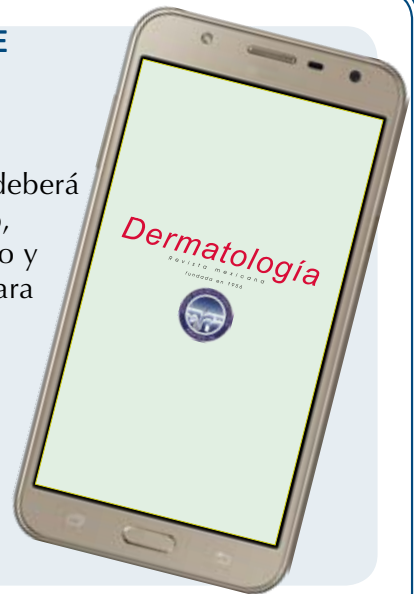 E
deberá
o,
o y
ara
Dermatología
Revista mexicana
fundada en 1956